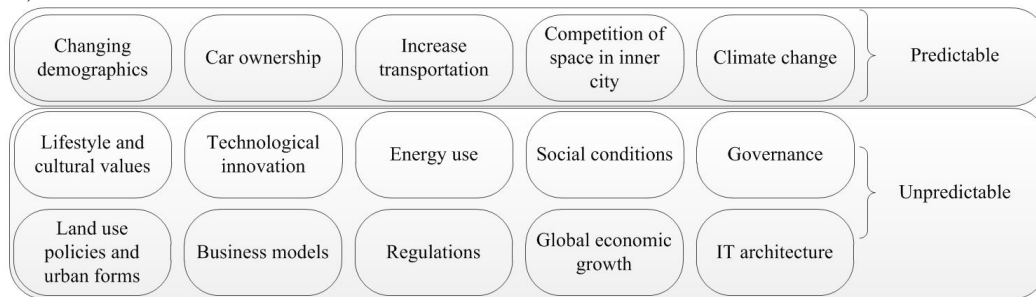 Changing
demographics
Car ownership
Increase
transportation
Competition of
space in inner
city
Climate change
Predictable
Lifestyle and
cultural values
Technological
innovation
Energy use
Social conditions
Governance
Unpredictable
Land use
policies and
urban forms
Business models
Regulations
Global economic
growth
IT architecture